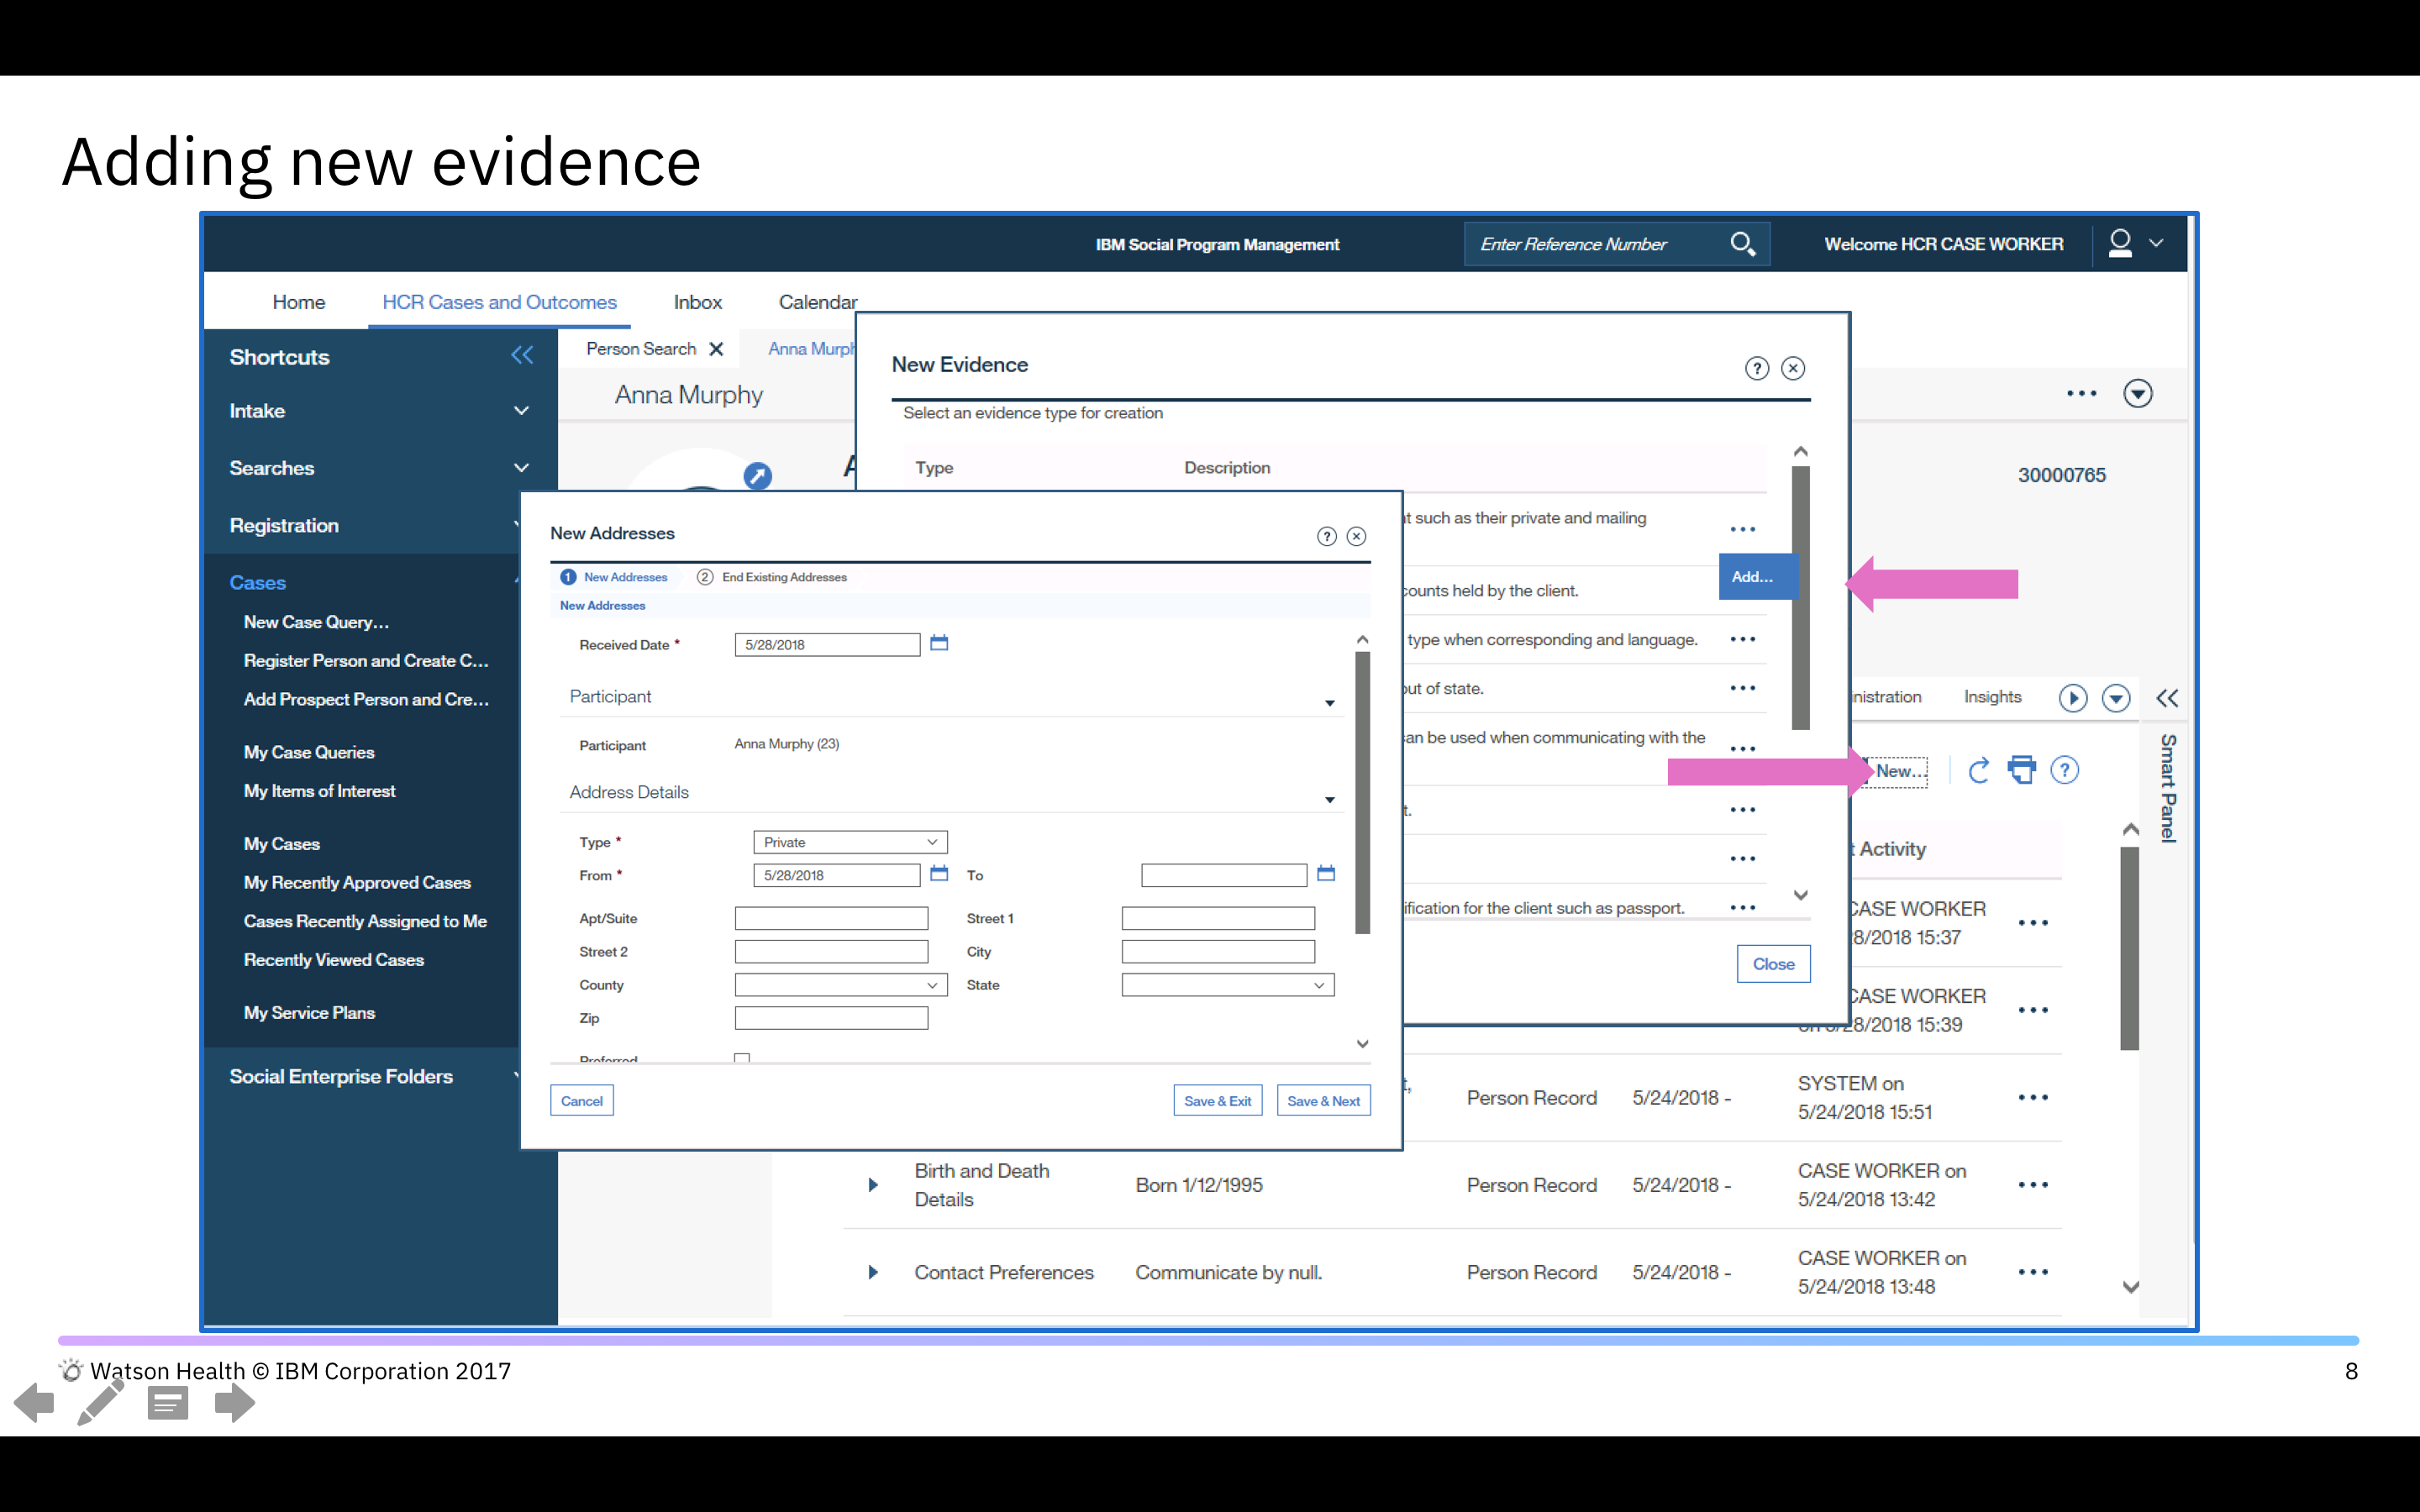 Adding new evidence
IBM Social Program Management
Enter Reference Number
Welcome HCR CASE WORKER
Home
HCR Cases and Outcomes
Inbox
Calendar
Shortcuts
Intake
Searches
Registration
Cases
New Case Query...
Register Person and Create C...
Add Prospect Person and Cre...
My Case Queries
My Items of Interest
My Cases
My Recently Approved Cases
Cases Recently Assigned to Me
Recently Viewed Cases
My Service Plans
Social Enterprise Folders
Person Search
Anna Murph
Anna Murphy
30000765
New Evidence
?
Select an evidence type for creation
Type Description
such as their private and mailing
Add...
counts held by the client.
type when corresponding and language.
out of state.
can be used when communicating with the
ification for the client such as passport.
Close
New Addresses
?
1 New Addresses
2 End Existing Addresses
New Addresses
Received Date * 5/28/2018
Participant
Participant Anna Murphy (23)
Address Details
Type * Private
From * 5/28/2018 To
Apt/Suite Street 1
Street 2 City
County State
Zip
Preferred
Cancel
Save & Exit
Save & Next
inistration
Insights
New...
?
Smart Panel
t Activity
CASE WORKER
8/2018 15:37
CASE WORKER
on 5/28/2018 15:39
Person Record 5/24/2018 - SYSTEM on
5/24/2018 15:51
Birth and Death
Details
Born 1/12/1995 Person Record 5/24/2018 - CASE WORKER on
5/24/2018 13:42
Contact Preferences Communicate by null. Person Record 5/24/2018 - CASE WORKER on
5/24/2018 13:48
Watson Health © IBM Corporation 2017
8